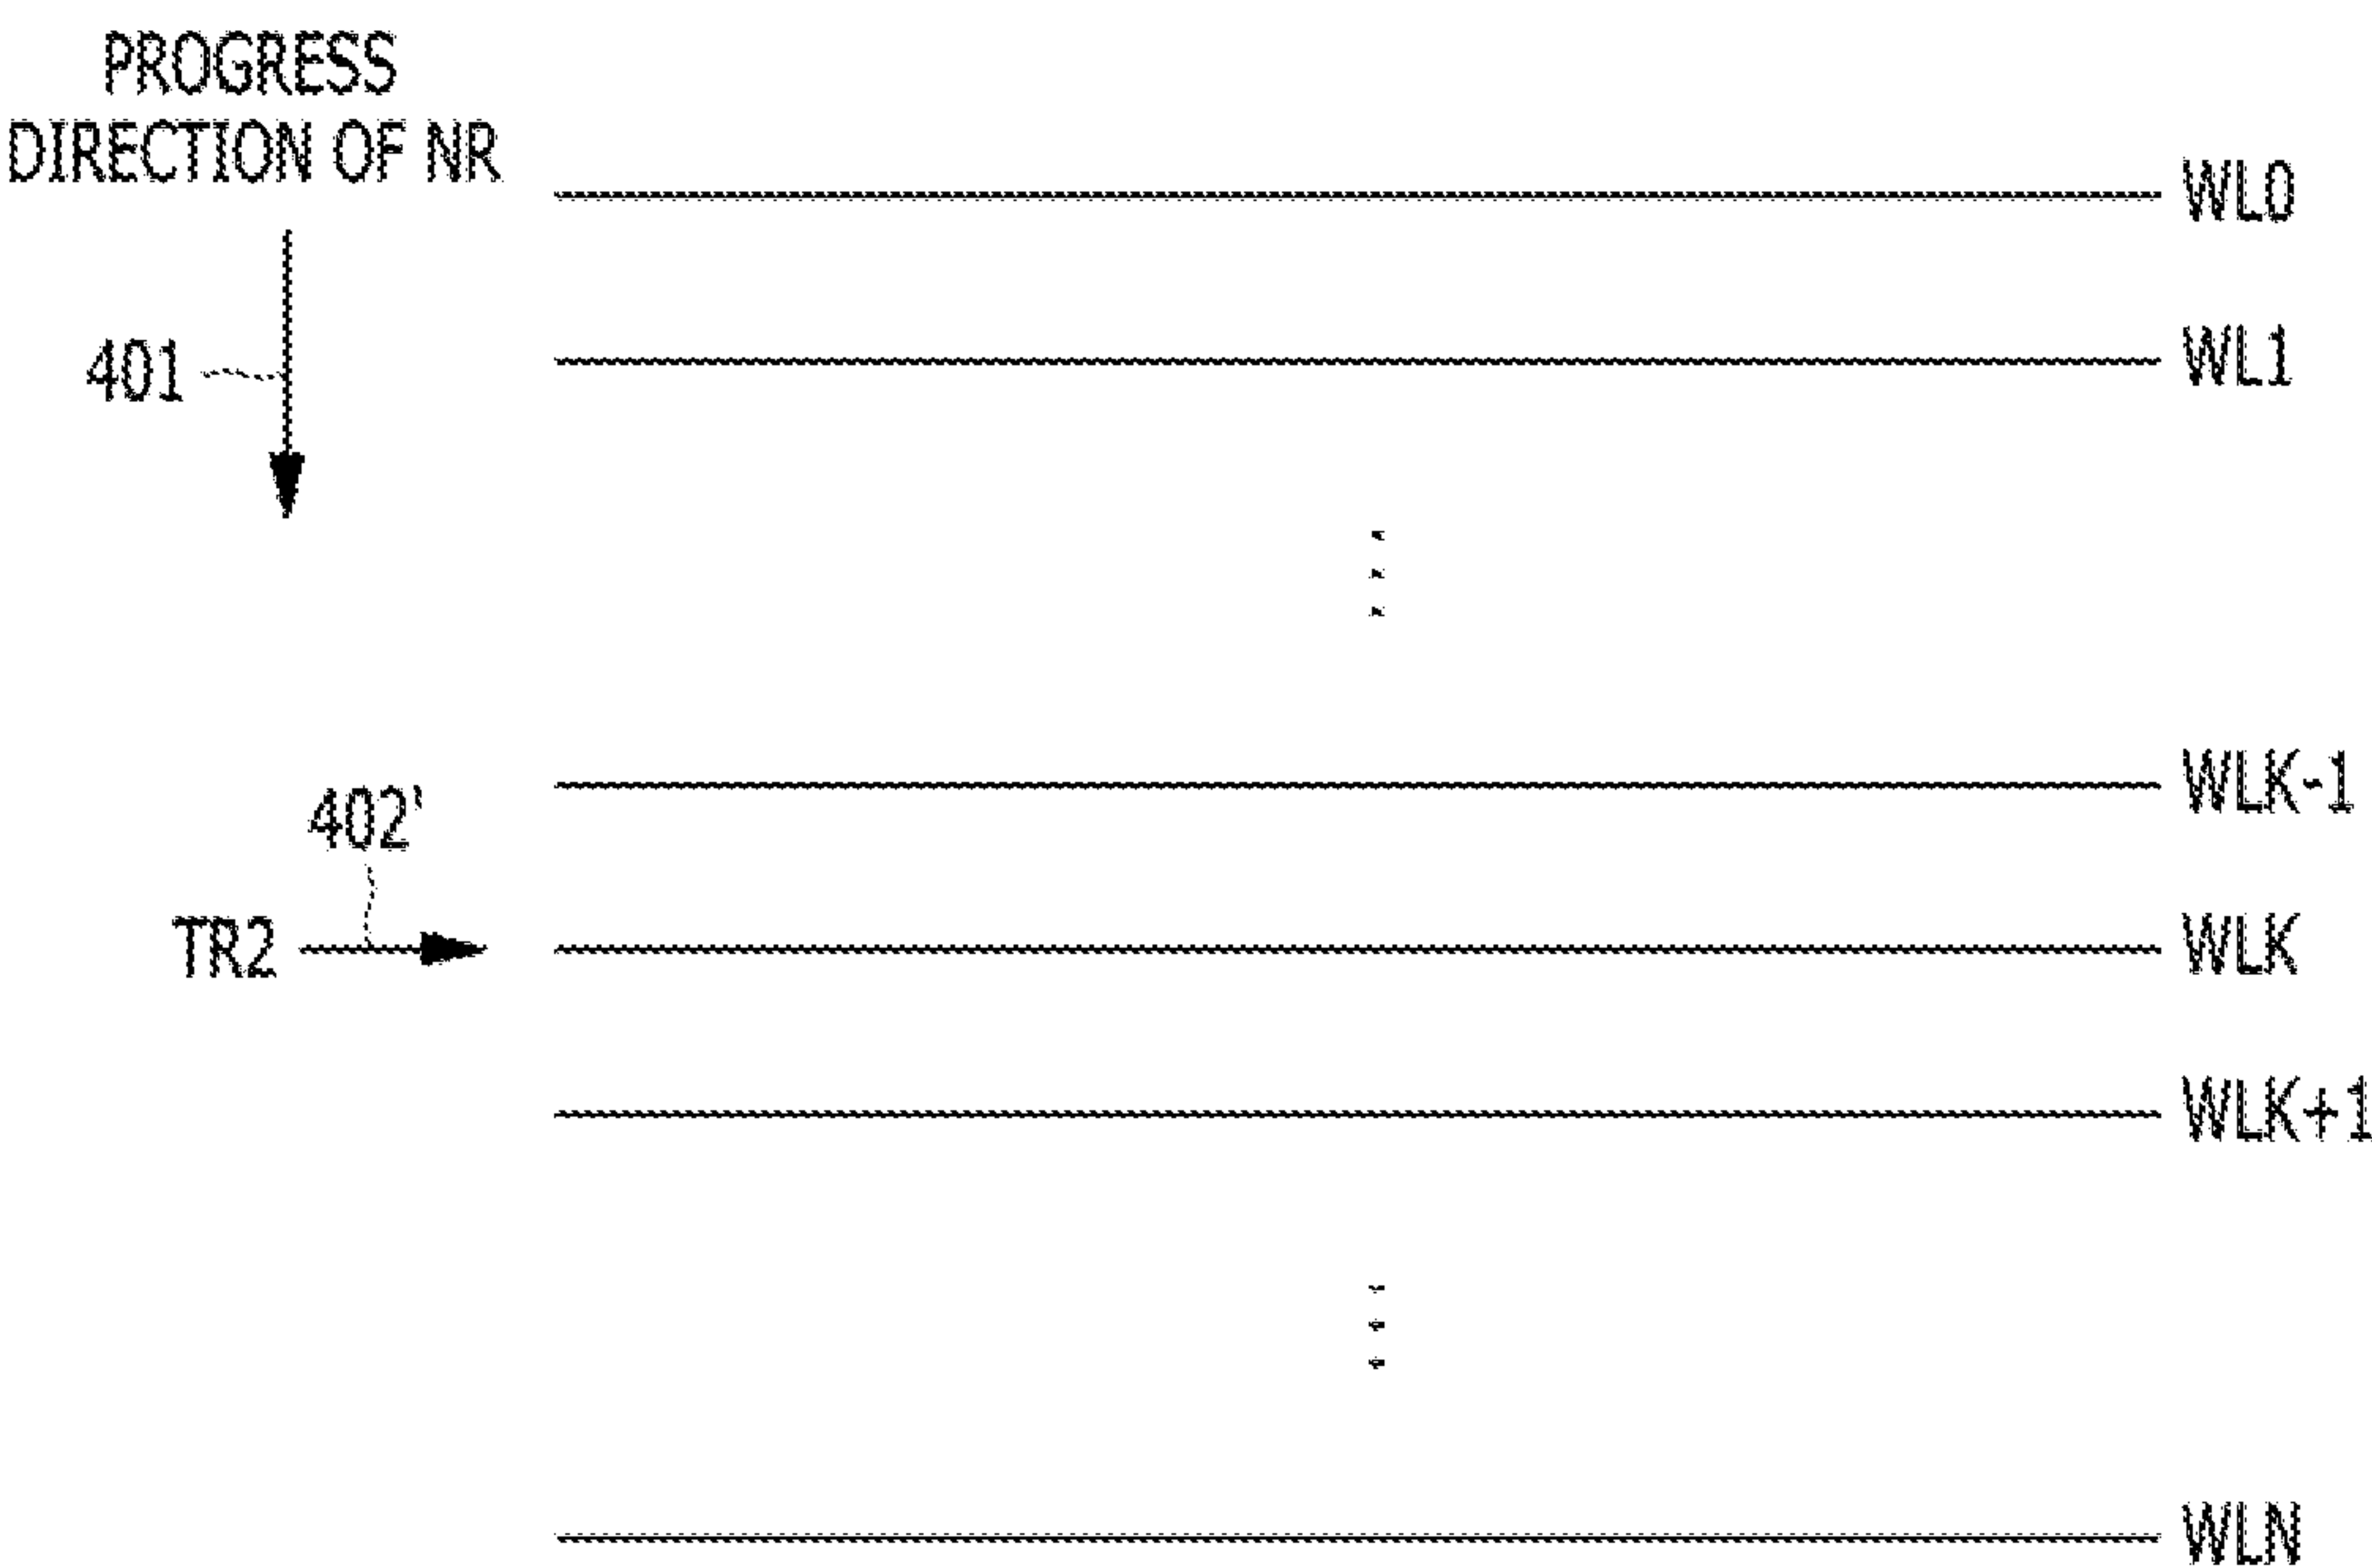 PROGRESS
DIRECTION OF NR
WL0
401
WL1
WLK-1
402'
TR2
WLK
WLK+1
WLN